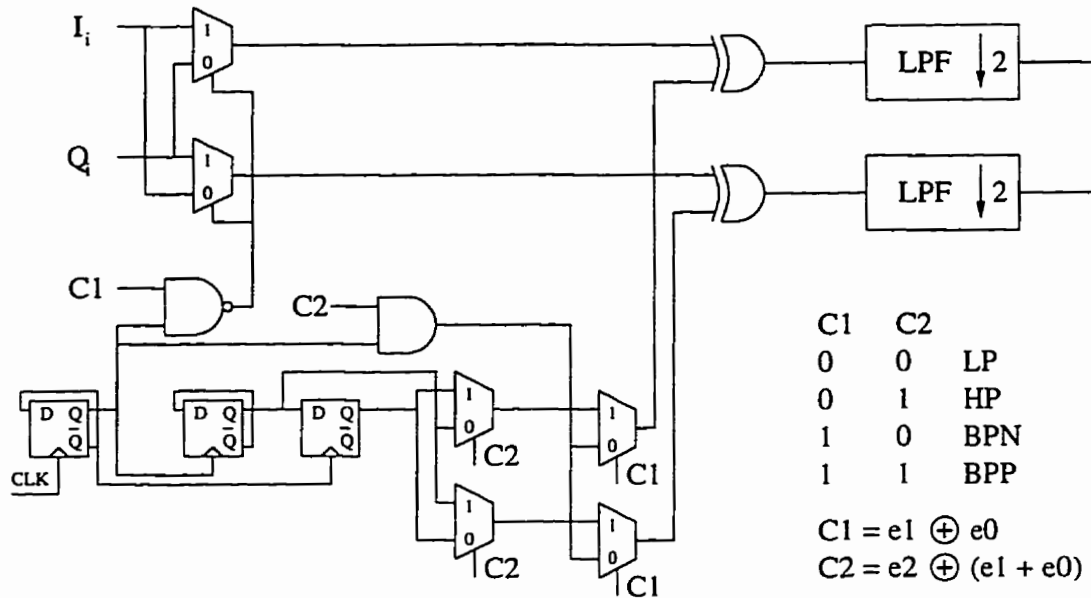 I_i
1
0
LPF ↓ 2
Q_i
1
0
LPF ↓ 2
C1
C2
C1 C2
0 0 LP
0 1 HP
1 0 BPN
1 1 BPP
C1 = e1 ⊕ e0
C2 = e2 ⊕ (e1 + e0)
D Q
Q̅
CLK
D Q
Q̅
D Q
Q̅
1
0
C2
1
0
C1
1
0
C2
1
0
C1